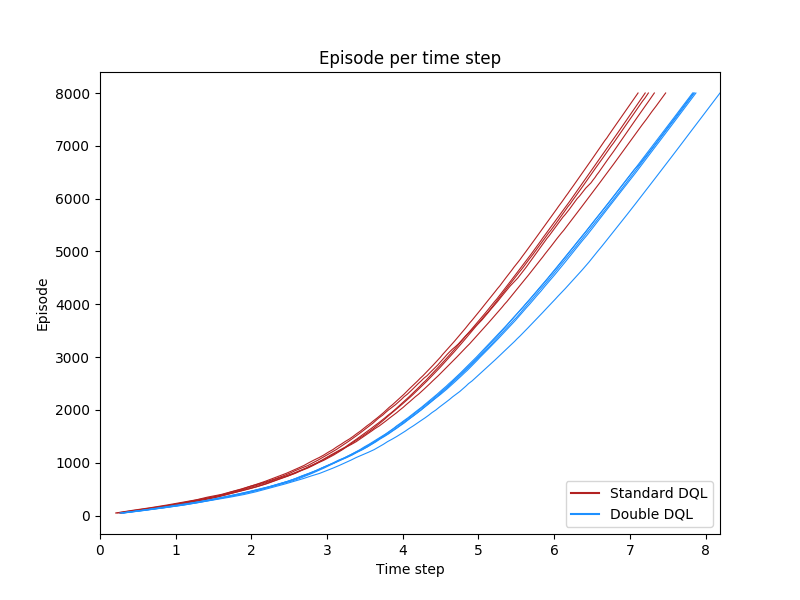 Episode per time step
Episode
8000
7000
6000
5000
4000
3000
2000
1000
0
0 1 2 3 4 5 6 7 8
Time step
Standard DQL
Double DQL